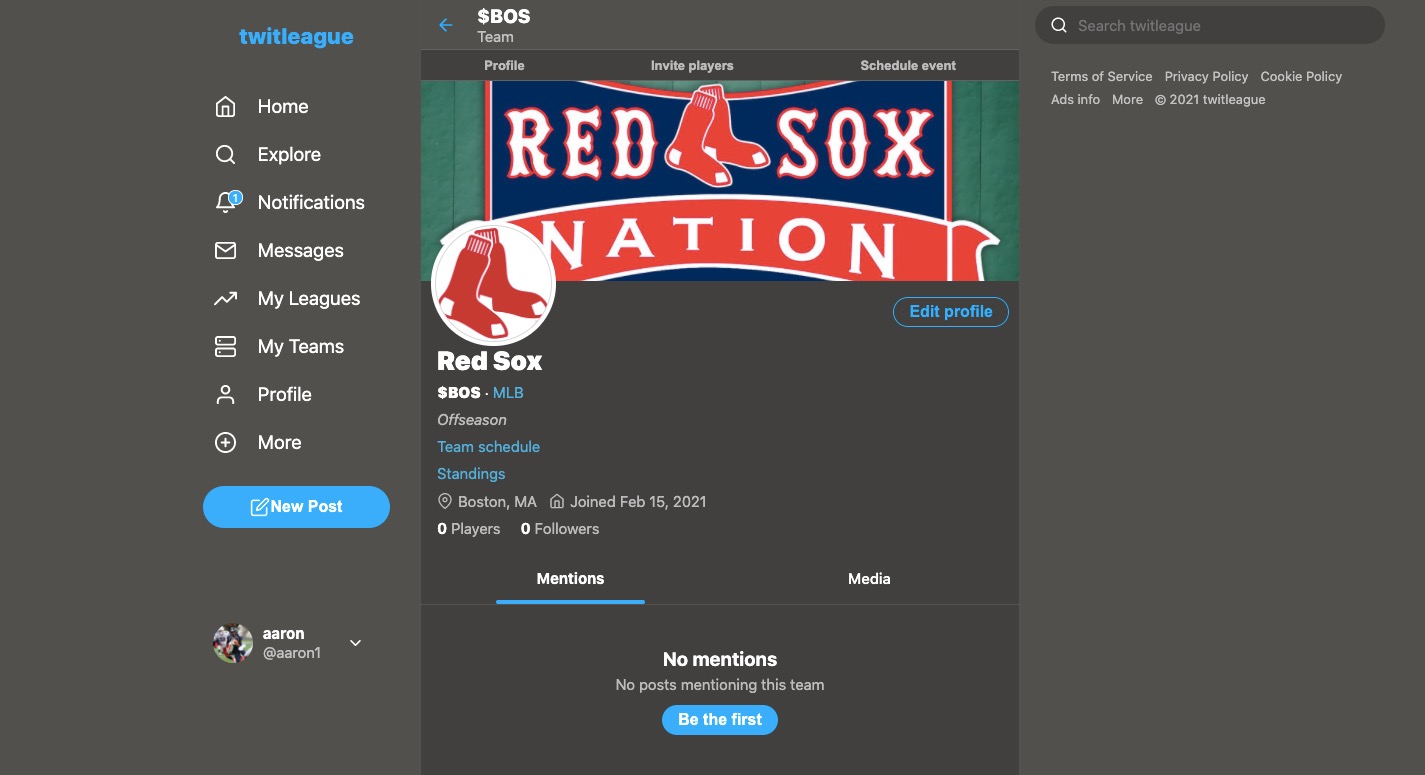 twitleague
Home
Explore
1
Notifications
Messages
My Leagues
My Teams
Profile
More
New Post
aaron
@aaron1
$BOS
Team
Profile Invite players Schedule event
RED SOX
NATION
Edit profile
Red Sox
$BOS · MLB
Offseason
Team schedule
Standings
Boston, MA Joined Feb 15, 2021
0 Players 0 Followers
Mentions Media
No mentions
No posts mentioning this team
Be the first
Search twitleague
Terms of Service Privacy Policy Cookie Policy
Ads info More © 2021 twitleague